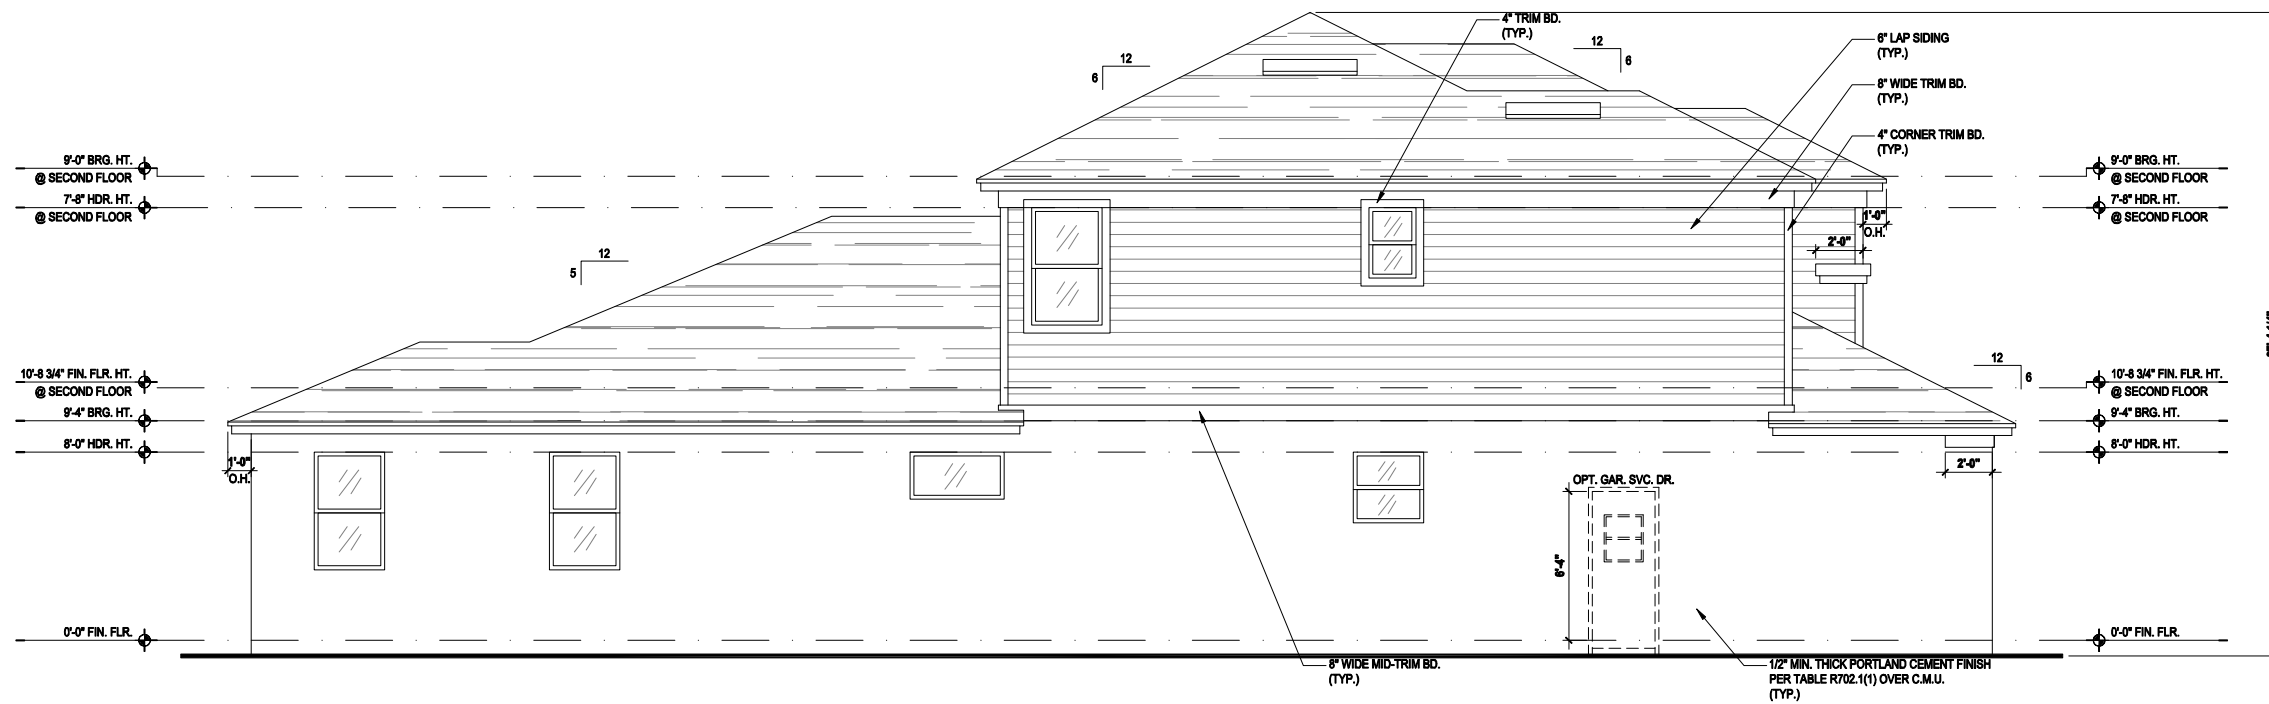 4" TRIM BD.
(TYP.)
12
6
12
6
6" LAP SIDING
(TYP.)
8" WIDE TRIM BD.
(TYP.)
4" CORNER TRIM BD.
(TYP.)
9'-0" BRG. HT.
@ SECOND FLOOR
7'-8" HDR. HT.
@ SECOND FLOOR
9'-0" BRG. HT.
@ SECOND FLOOR
7'-8" HDR. HT.
@ SECOND FLOOR
1'-0"
O.H.
2'-0"
12
5
12
6
10'-8 3/4" FIN. FLR. HT.
@ SECOND FLOOR
9'-4" BRG. HT.
8'-0" HDR. HT.
10'-8 3/4" FIN. FLR. HT.
@ SECOND FLOOR
9'-4" BRG. HT.
8'-0" HDR. HT.
1'-0"
O.H.
2'-0"
OPT. GAR. SVC. DR.
6'-4"
0'-0" FIN. FLR.
0'-0" FIN. FLR.
8" WIDE MID-TRIM BD.
(TYP.)
1/2" MIN. THICK PORTLAND CEMENT FINISH
PER TABLE R702.1(1) OVER C.M.U.
(TYP.)